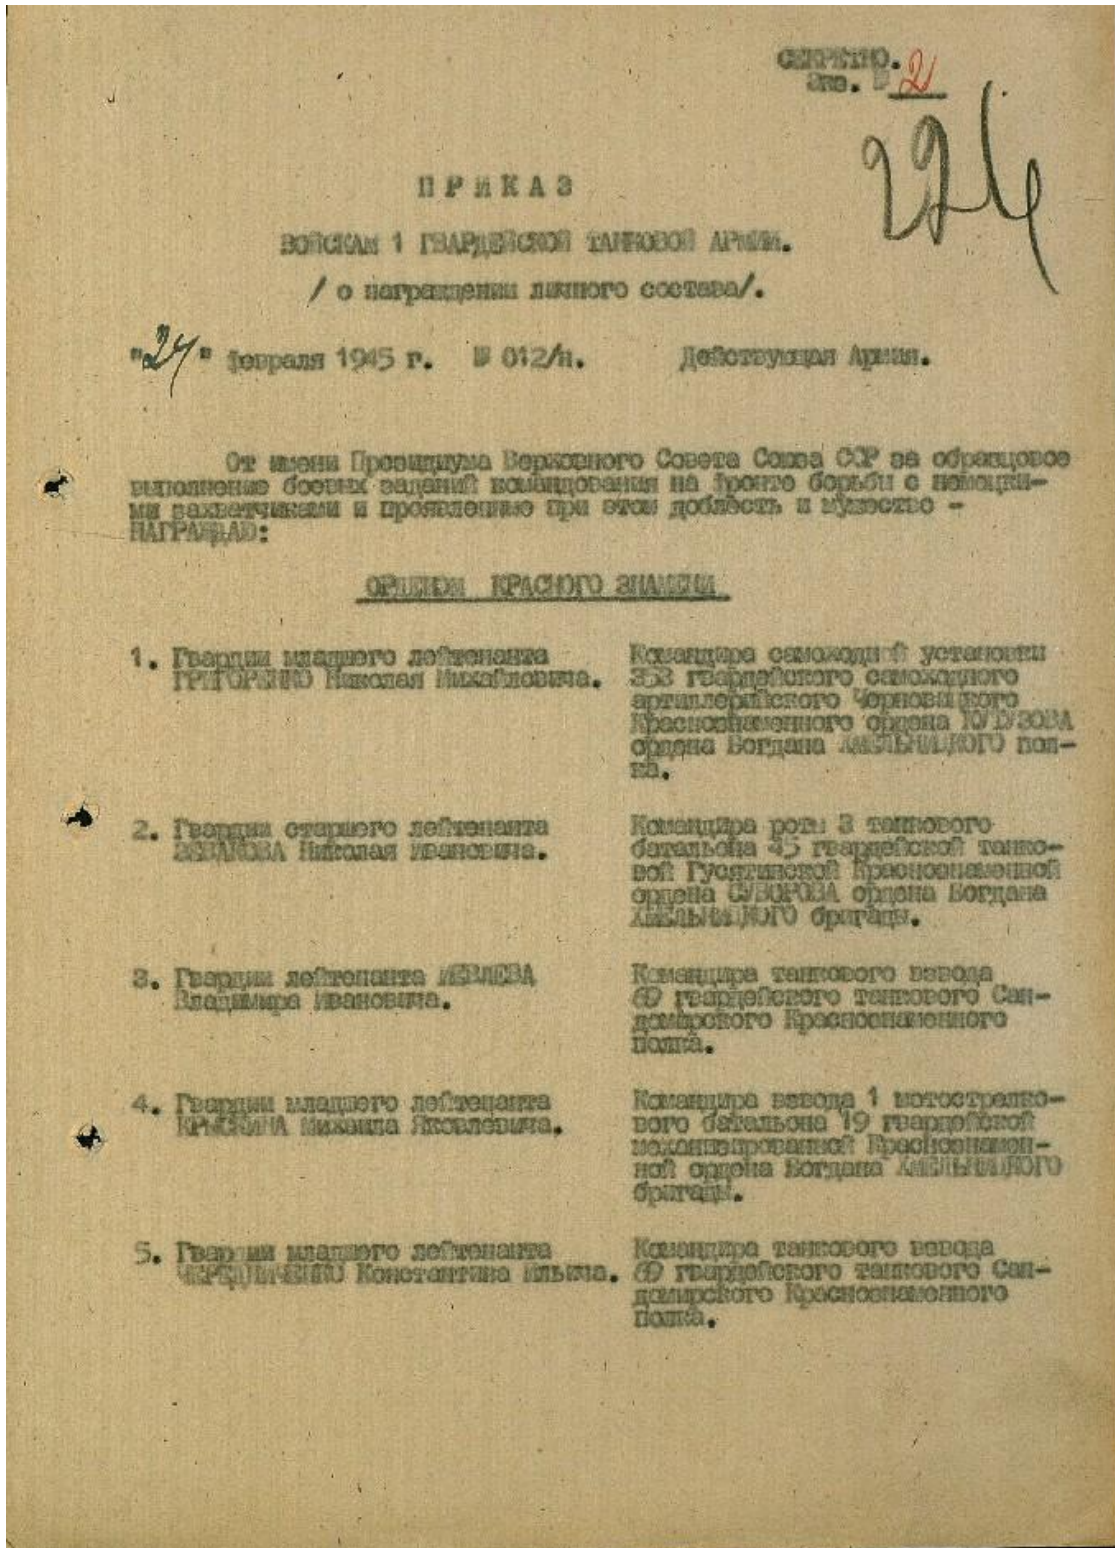 СЕКРЕТНО.
Экз. № 2
224
ПРИКАЗ
ВОЙСКАМ 1 ГВАРДЕЙСКОЙ ТАНКОВОЙ АРМИИ.
/ о награждении личного состава/.
"24" февраля 1945 г. № 012/н. Действующая Армия.
От имени Президиума Верховного Совета Союза ССР за образцовое
выполнение боевых заданий командования на фронте борьбы с немецки-
ми захватчиками и проявленные при этом доблесть и мужество -
НАГРАЖДАЮ:
ОРДЕНОМ КРАСНОГО ЗНАМЕНИ
1. Гвардии младшего лейтенанта
ГРИГОРЕНКО Николая Михайловича.
Командира самоходной установки
353 гвардейского самоходного
артиллерийского Черновицкого
Краснознаменного ордена КУТУЗОВА
ордена Богдана ХМЕЛЬНИЦКОГО пол-
ка.
2. Гвардии старшего лейтенанта
Николая Ивановича.
Командира роты 3 танкового
батальона 45 гвардейской танко-
вой Гусятинской Краснознаменной
ордена СУВОРОВА ордена Богдана
ХМЕЛЬНИЦКОГО бригады.
3. Гвардии лейтенанта ИЕВЛЕВА
Владимира Ивановича.
Командира танкового взвода
69 гвардейского танкового Сан-
домирского Краснознаменного
полка.
4. Гвардии младшего лейтенанта
КРЫСКИНА Михаила Яковлевича.
Командира взвода 1 мотострелко-
вого батальона 19 гвардейской
механизированной Краснознамен-
ной ордена Богдана ХМЕЛЬНИЦКОГО
бригады.
5. Гвардии младшего лейтенанта
ЧЕРЕДНИЧЕНКО Константина Ильича.
Командира танкового взвода
69 гвардейского танкового Сан-
домирского Краснознаменного
полка.